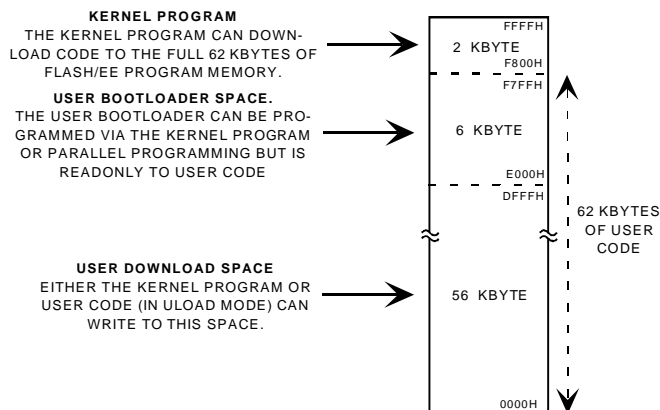 KERNEL PROGRAM
THE KERNEL PROGRAM CAN DOWN-
LOAD CODE TO THE FULL 62 KBYTES OF
FLASH/EE PROGRAM MEMORY.
USER BOOTLOADER SPACE.
THE USER BOOTLOADER CAN BE PRO-
GRAMMED VIA THE KERNEL PROGRAM
OR PARALLEL PROGRAMMING BUT IS
READONLY TO USER CODE
USER DOWNLOAD SPACE
EITHER THE KERNEL PROGRAM OR
USER CODE (IN ULOAD MODE) CAN
WRITE TO THIS SPACE.
FFFFH
2 KBYTE
F800H
F7FFH
6 KBYTE
E000H
DFFFH
56 KBYTE
0000H
62 KBYTES
OF USER
CODE